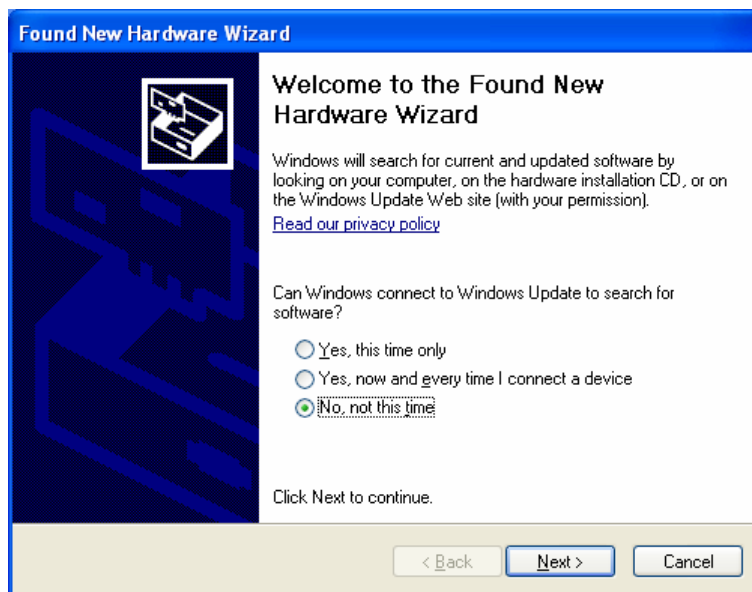 Found New Hardware Wizard
Welcome to the Found New
Hardware Wizard
Windows will search for current and updated software by
looking on your computer, on the hardware installation CD, or on
the Windows Update Web site (with your permission).
Read our privacy policy
Can Windows connect to Windows Update to search for
software?
Yes, this time only
Yes, now and every time I connect a device
No, not this time
Click Next to continue.
< Back
Next >
Cancel